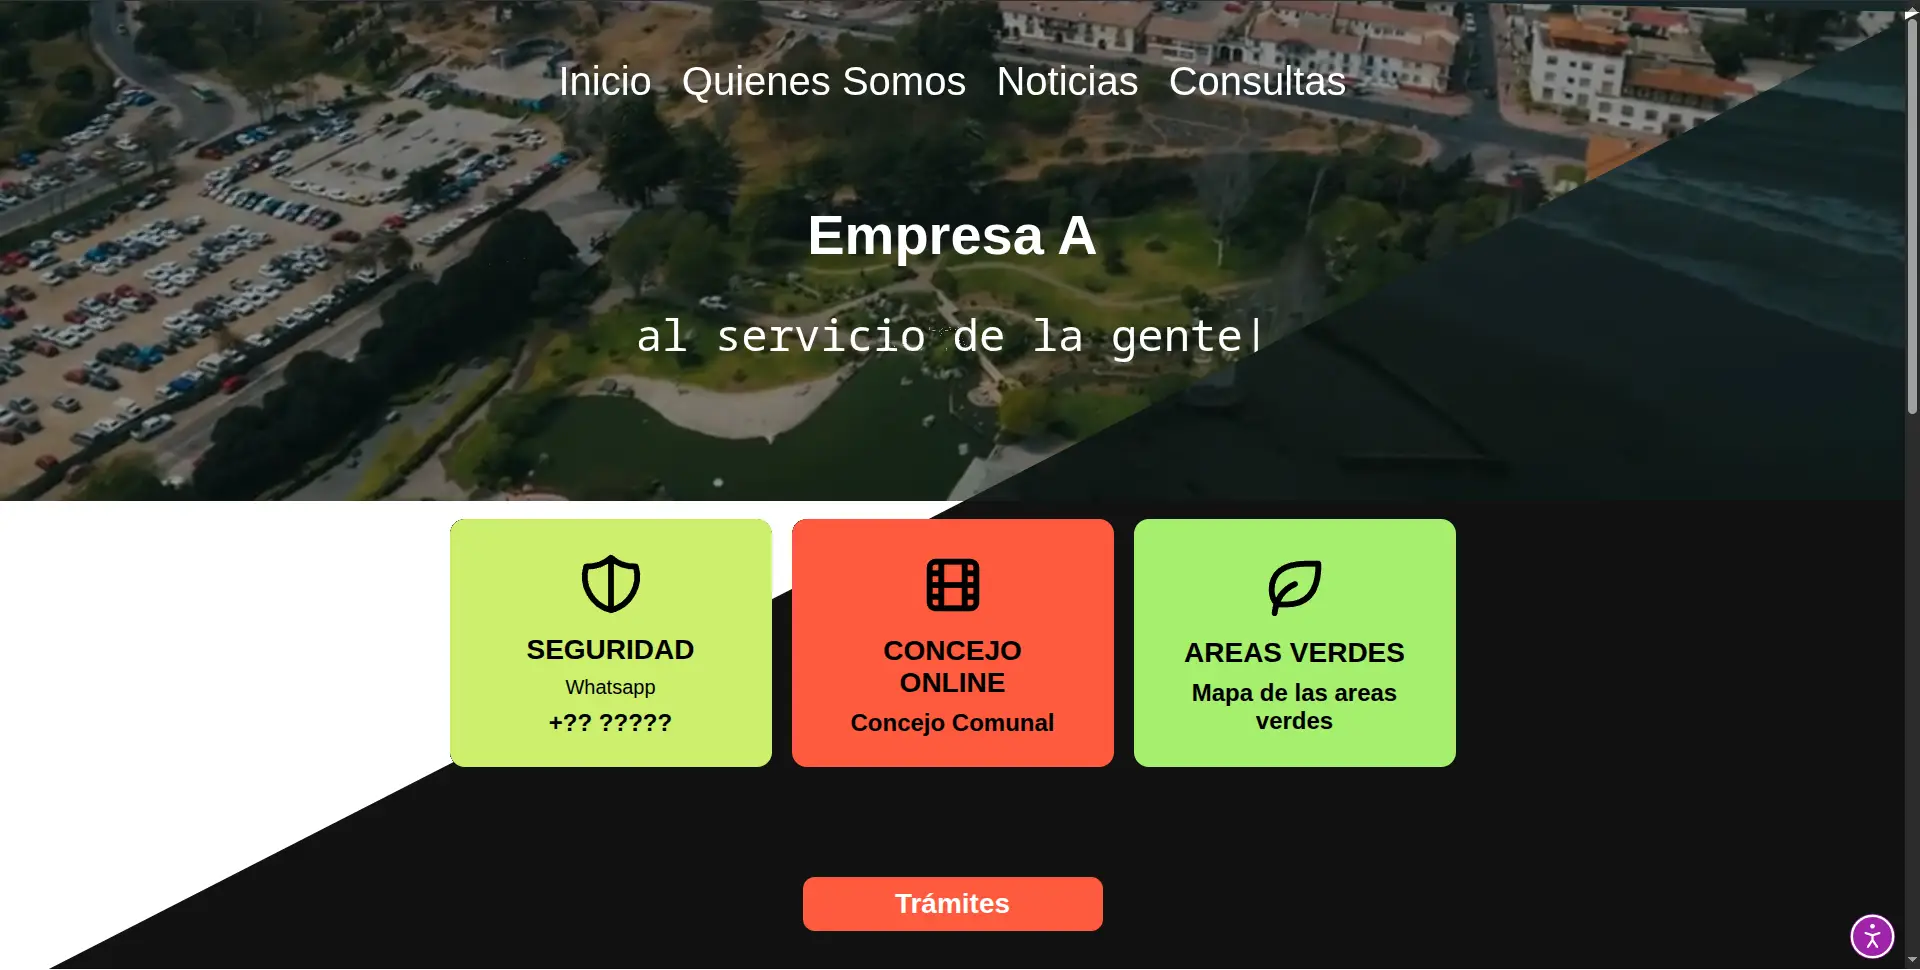 Inicio Quienes Somos Noticias Consultas
Empresa A
al servicio de la gente|
SEGURIDAD
Whatsapp
+?? ?????
CONCEJO
ONLINE
Concejo Comunal
AREAS VERDES
Mapa de las areas
verdes
Trámites